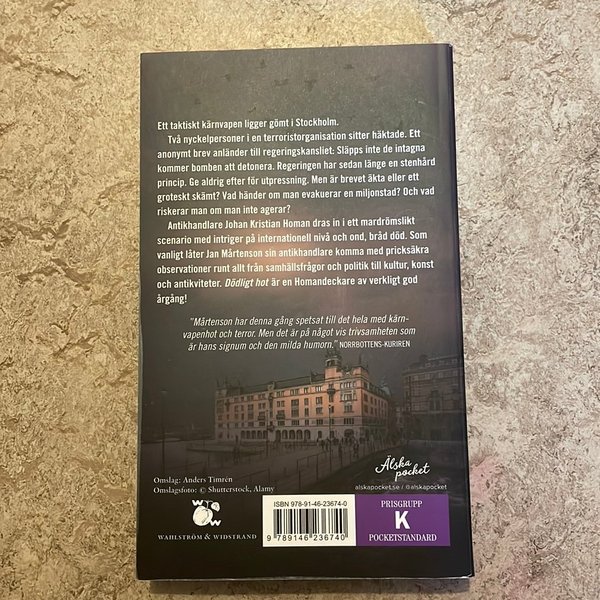 Ett taktiskt kärnvapen ligger gömt i Stockholm.
Två nyckelpersoner i en terroristorganisation sitter häktade. Ett
anonymt brev anländer till regeringskansliet: Släpps inte de intagna
kommer bomben att detonera. Regeringen har sedan länge en stenhård
princip. Ge aldrig efter för utpressning. Men är brevet äkta eller ett
groteskt skämt? Vad händer om man evakuerar en miljonstad? Och vad
riskerar man om man inte agerar?
Antikhandlare Johan Kristian Homan dras in i ett mardrömslikt
scenario med intriger på internationell nivå och ond, bråd död. Som
vanligt låter Jan Mårtenson sin antikhandlare komma med pricksäkra
observationer runt allt från samhällsfrågor och politik till kultur, konst
och antikviteter. Dödligt hot är en Homandeckare av verkligt god
årgång!
"Mårtenson har denna gång spetsat till det hela med kärn-
vapenhot och terror. Men det är på något vis trivsamheten som
är hans signum och den milda humorn." NORRBOTTENS-KURIREN
Älska
pocket
alskapocket.se / @alskapocket
Omslag: Anders Timrén
Omslagsfoto: © Shutterstock, Alamy
W W
WAHLSTRÖM & WIDSTRAND
ISBN 978-91-46-23674-0
9 789146 236740
PRISGRUPP
K
POCKETSTANDARD